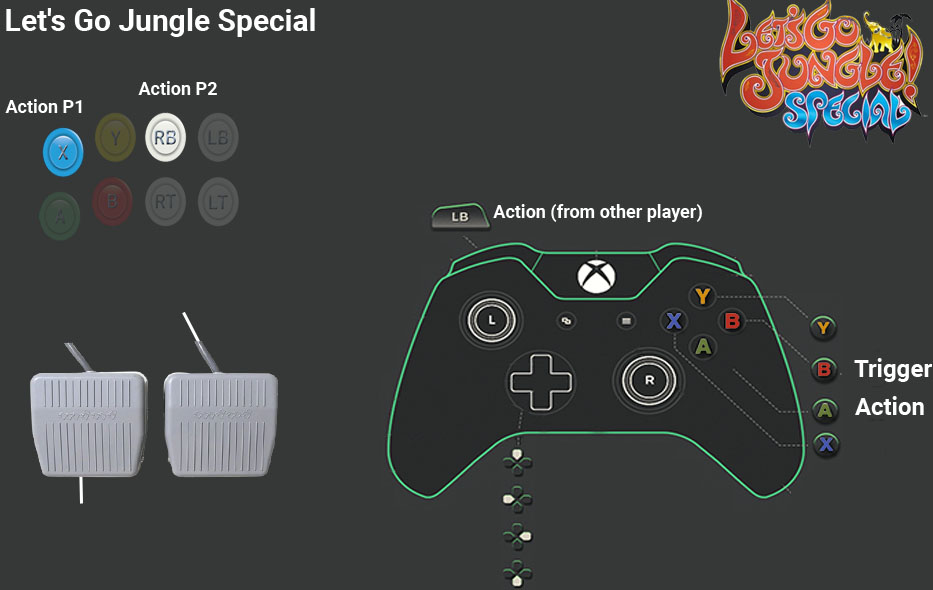 Let's Go Jungle Special
LET'S GO
JUNGLE!
SPECIAL
Action P2
Action P1
X
Y
RB
LB
A
B
RT
LT
LB
Action (from other player)
Y
L
X
B
Y
A
B
Trigger
R
A
Action
X